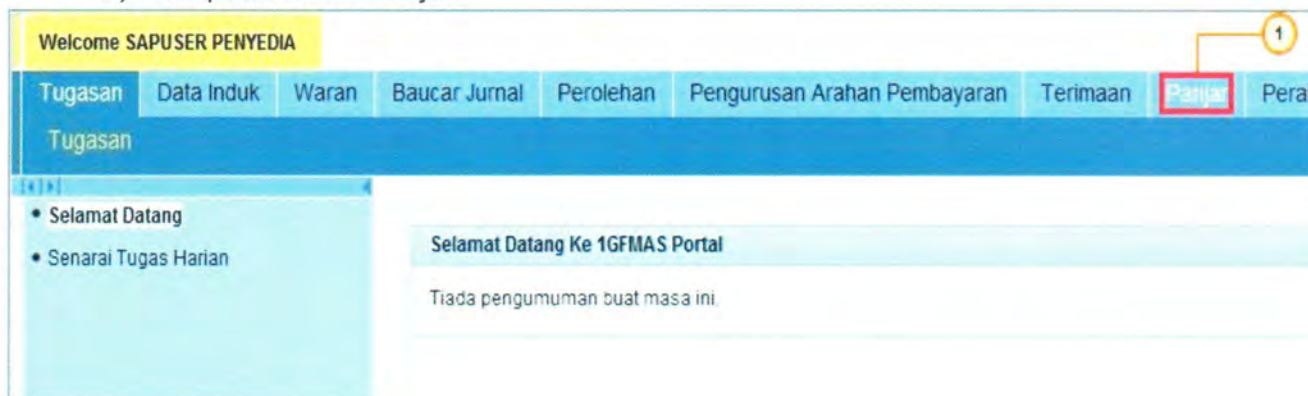 Welcome SAPUSER PENYEDIA
1
Tugasan Data Induk Waran Baucar Jurnal Perolehan Pengurusan Arahan Pembayaran Terimaan Panjar Pera
Tugasan
• Selamat Datang
• Senarai Tugas Harian
Selamat Datang Ke 1GFMAS Portal
Tiada pengumuman buat masa ini.